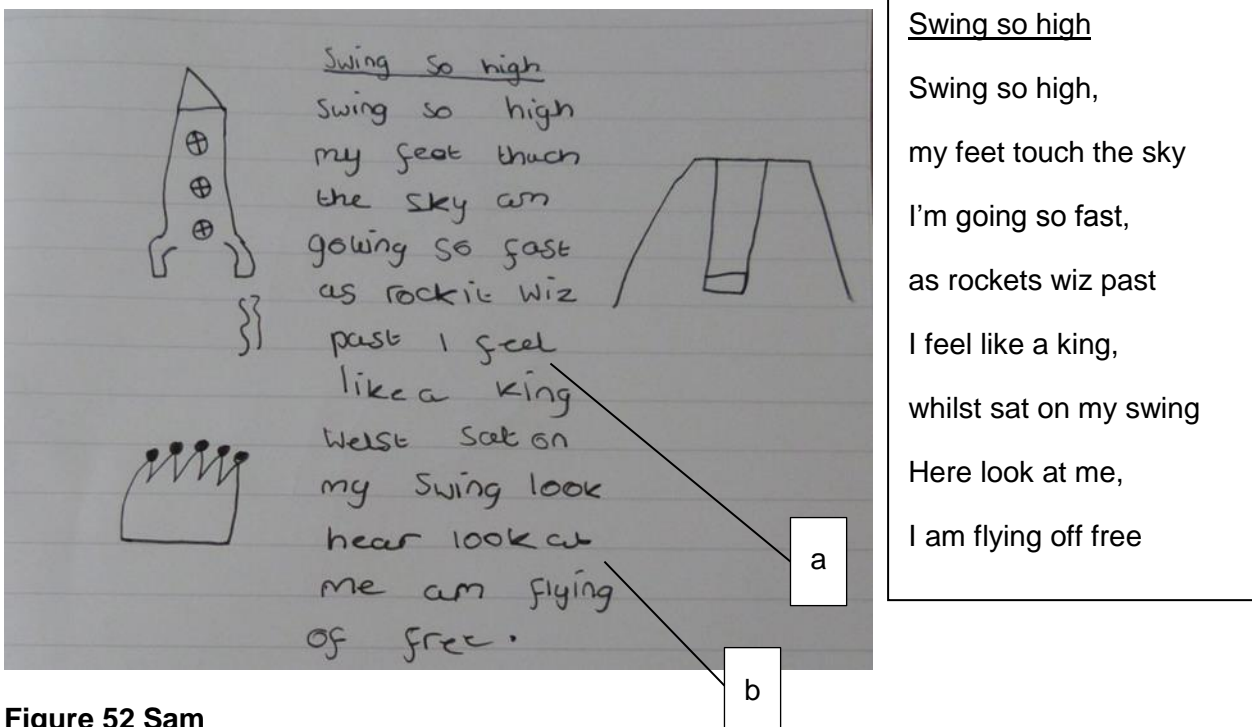 Swing so high
Swing so high
my feet thuch
the sky am
gowing so fast
as rockit wiz
past I feel
like a king
Welst Sat on
my Swing look
hear look at
me am flying
of free.
a
b
Swing so high
Swing so high,
my feet touch the sky
I'm going so fast,
as rockets wiz past
I feel like a king,
whilst sat on my swing
Here look at me,
I am flying off free
Figure 52 Sam